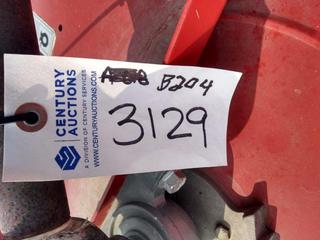 CENTURY
AUCTIONS
A DIVISION OF CENTURY SERVICES
WWW.CENTURYAUCTIONS.COM
B204
3129